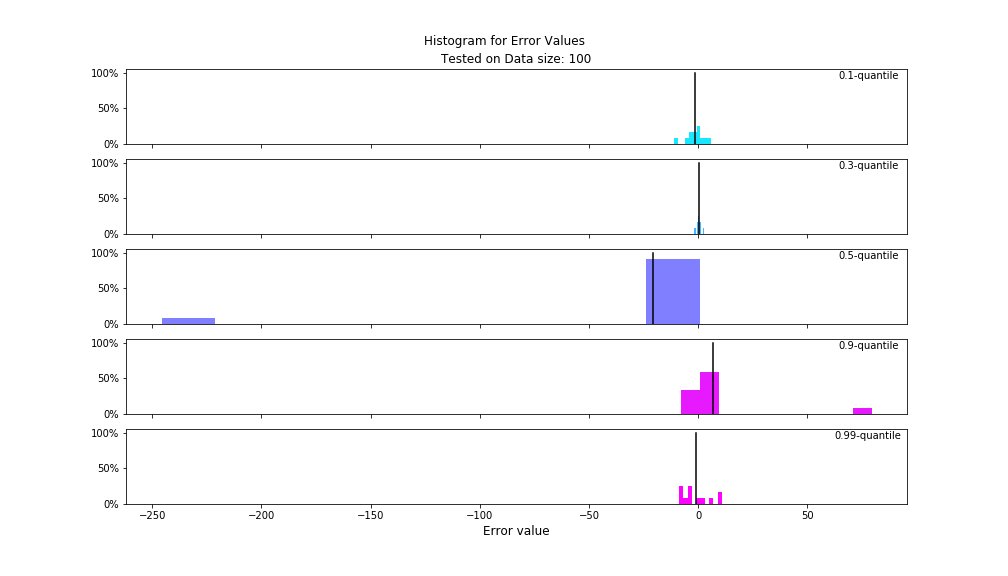 Histogram for Error Values
Tested on Data size: 100
100%
0.1-quantile
50%
0%
100%
0.3-quantile
50%
0%
100%
0.5-quantile
50%
0%
100%
0.9-quantile
50%
0%
100%
0.99-quantile
50%
0%
−250 −200 −150 −100 −50 0 50
Error value